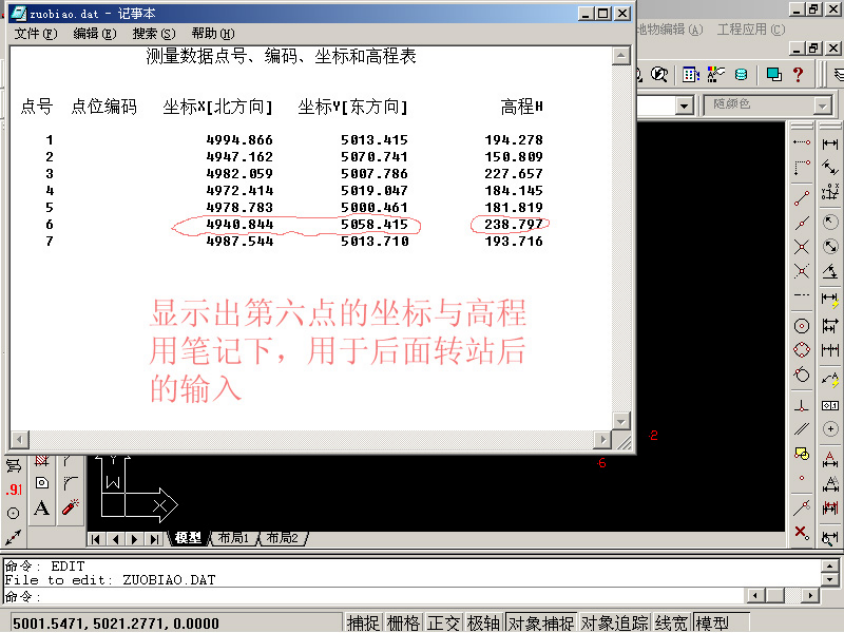 zuobiao.dat - 记事本
文件(F) 编辑(E) 搜索(S) 帮助(H)
地物编辑(A) 工程应用(C)
测量数据点号、编码、坐标和高程表
随颜色
点号 点位编码 坐标X[北方向] 坐标Y[东方向] 高程H
1 4994.866 5013.415 194.278
2 4947.162 5070.741 150.809
3 4982.059 5007.786 227.657
4 4972.414 5019.047 184.145
5 4978.783 5000.461 181.819
6 4940.844 5058.415 238.797
7 4987.544 5013.710 193.716
显示出第六点的坐标与高程
用笔记下，用于后面转站后
的输入
2
6
Y
W
X
.91
A
模型 布局1 布局2
命令: EDIT
File to edit: ZUOBIAO.DAT
命令:
5001.5471, 5021.2771, 0.0000 捕捉 栅格 正交 极轴 对象捕捉 对象追踪 线宽 模型